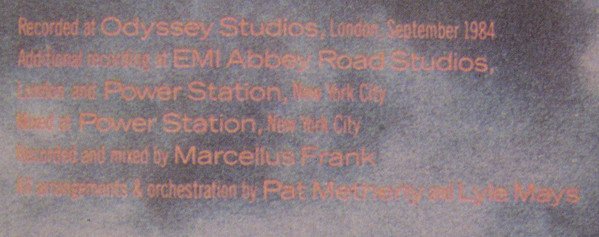 Recorded at Odyssey Studios, London, September 1984
Additional recording at EMI Abbey Road Studios,
London and Power Station, New York City
Mixed at Power Station, New York City
Recorded and mixed by Marcellus Frank
All arrangements & orchestration by Pat Metheny and Lyle Mays